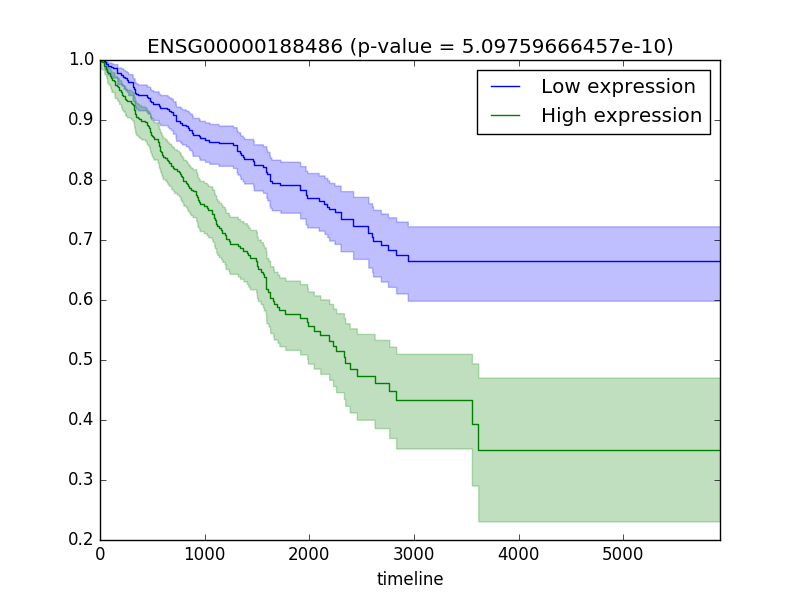 ENSG00000188486 (p-value = 5.09759666457e-10)
Low expression
High expression
1.0
0.9
0.8
0.7
0.6
0.5
0.4
0.3
0.2
0 1000 2000 3000 4000 5000
timeline